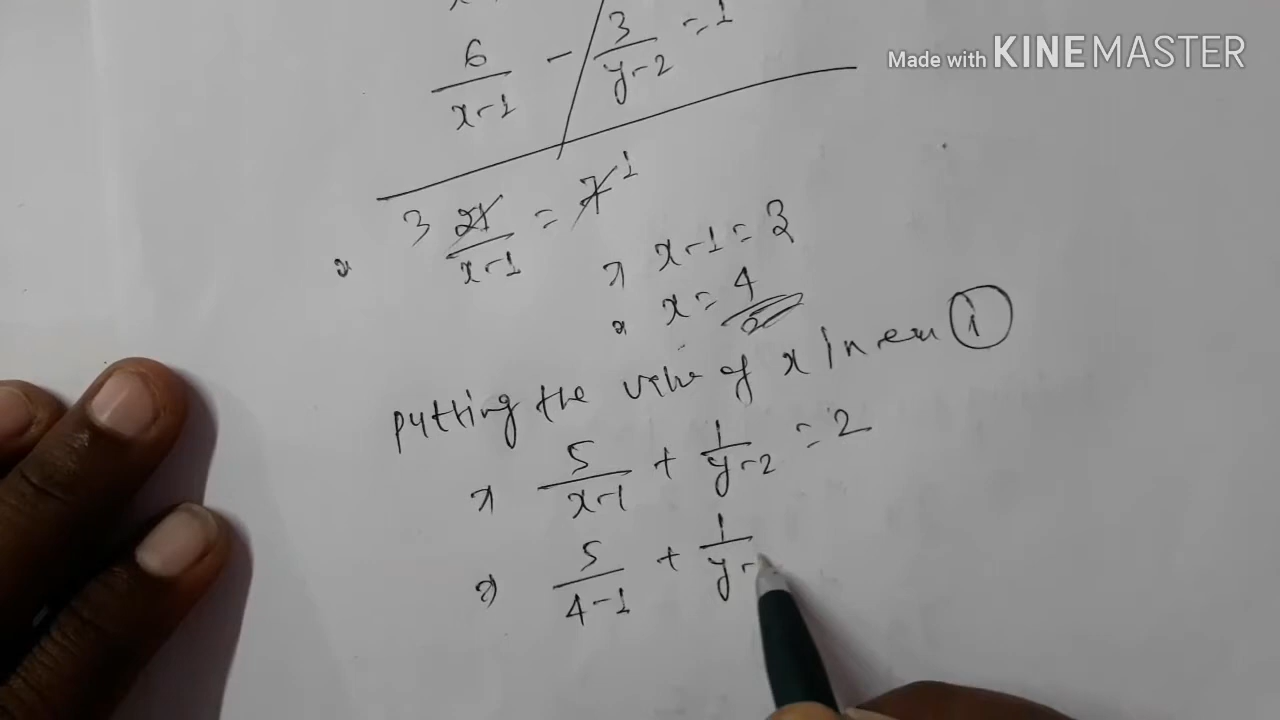 Made with KINEMASTER
6/(x-1) - 3/(y-2) = 1
3 21/(x-1) = 7 1
⇒ x-1 = 3
⇒ x = 4
Putting the value of x in eqn ①
⇒ 5/(x-1) + 1/(y-2) = 2
⇒ 5/(4-1) + 1/(y-